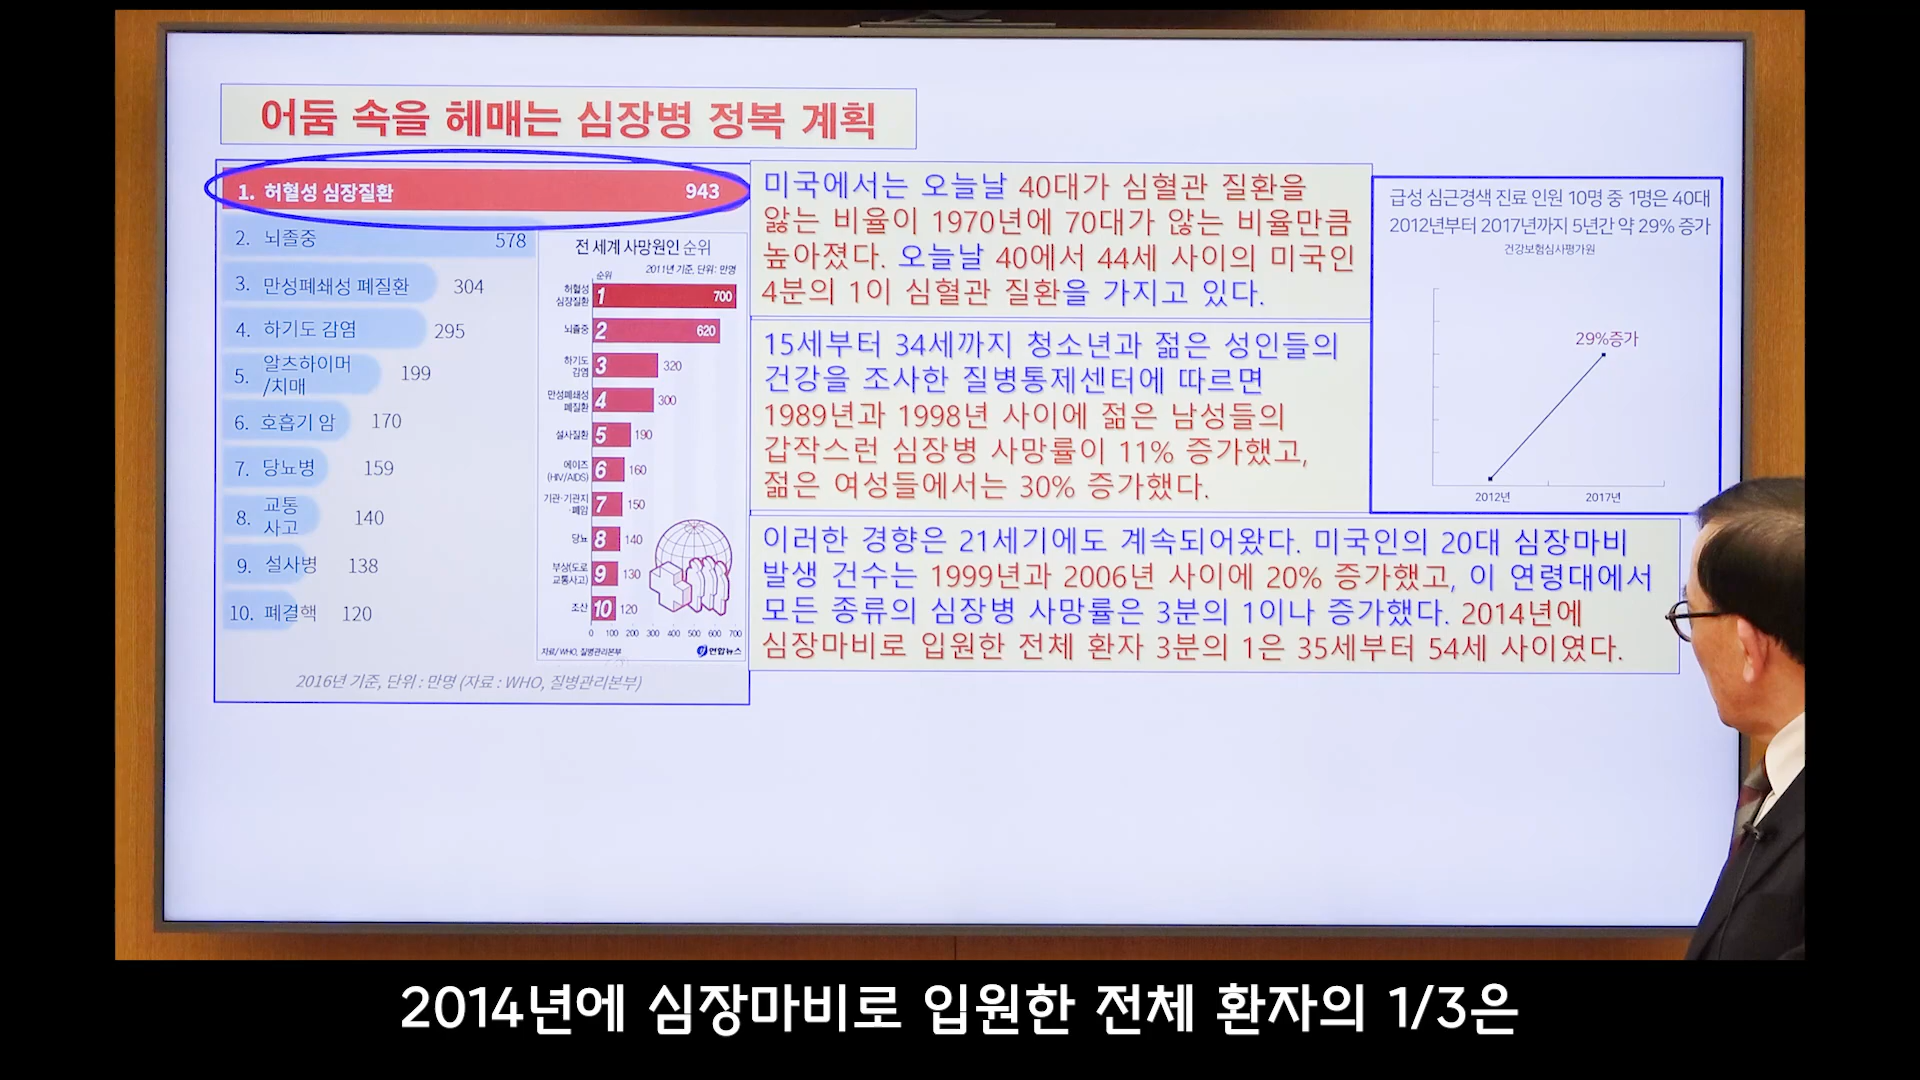 어둠 속을 헤매는 심장병 정복 계획
1. 허혈성 심장질환 943
2. 뇌졸중 578
3. 만성폐쇄성 폐질환 304
4. 하기도 감염 295
5. 알츠하이머
/치매 199
6. 호흡기 암 170
7. 당뇨병 159
8. 교통
사고 140
9. 설사병 138
10. 폐결핵 120
2016년 기준, 단위 : 만명 (자료 : WHO, 질병관리본부)
전 세계 사망원인 순위
2011년 기준, 단위: 만명
순위
허혈성
심장질환 1 700
뇌졸중 2 620
하기도
감염 3 320
만성폐쇄성
폐질환 4 300
설사질환 5 190
에이즈
(HIV/AIDS) 6 160
기관·기관지
·폐암 7 150
당뇨 8 140
부상(도로
교통사고) 9 130
조산 10 120
0 100 200 300 400 500 600 700
자료/ WHO, 질병관리본부 연합뉴스
미국에서는 오늘날 40대가 심혈관 질환을
앓는 비율이 1970년에 70대가 앓는 비율만큼
높아졌다. 오늘날 40에서 44세 사이의 미국인
4분의 1이 심혈관 질환을 가지고 있다.
15세부터 34세까지 청소년과 젊은 성인들의
건강을 조사한 질병통제센터에 따르면
1989년과 1998년 사이에 젊은 남성들의
갑작스런 심장병 사망률이 11% 증가했고,
젊은 여성들에서는 30% 증가했다.
이러한 경향은 21세기에도 계속되어왔다. 미국인의 20대 심장마비
발생 건수는 1999년과 2006년 사이에 20% 증가했고, 이 연령대에서
모든 종류의 심장병 사망률은 3분의 1이나 증가했다. 2014년에
심장마비로 입원한 전체 환자 3분의 1은 35세부터 54세 사이였다.
급성 심근경색 진료 인원 10명 중 1명은 40대
2012년부터 2017년까지 5년간 약 29% 증가
건강보험심사평가원
29%증가
2012년 2017년
2014년에 심장마비로 입원한 전체 환자의 1/3은